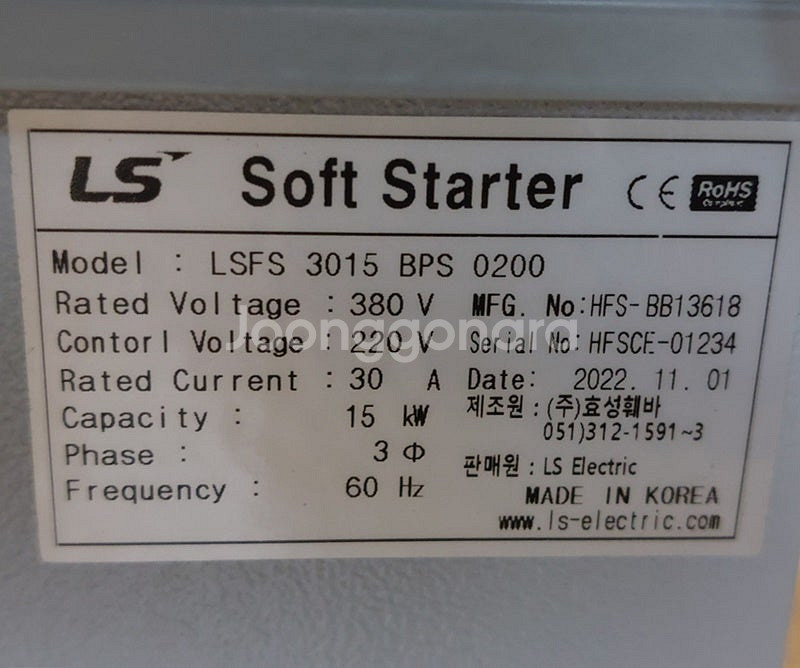 LS Soft Starter CE RoHS
Compliant
Model : LSFS 3015 BPS 0200
Rated Voltage : 380 V MFG. No:HFS-BB13618
Contorl Voltage : 220 V Serial No: HFSCE-01234
Joonggonara
Rated Current : 30 A Date: 2022. 11. 01
Capacity : 15 kW 제조원 : (주)효성훼바
051)312-1591~3
Phase : 3 Φ 판매원 : LS Electric
Frequency : 60 Hz MADE IN KOREA
www.ls-electric.com